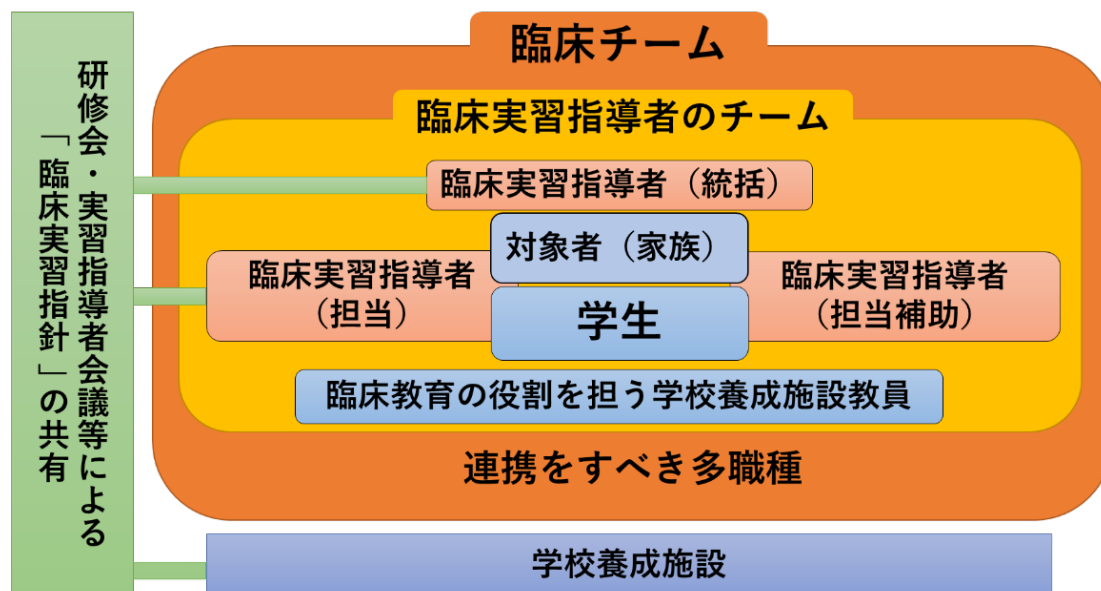 研修会・実習指導者会議等による
「臨床実習指針」の共有
臨床チーム
臨床実習指導者のチーム
臨床実習指導者（統括）
対象者（家族）
臨床実習指導者
（担当）
学生
臨床実習指導者
（担当補助）
臨床教育の役割を担う学校養成施設教員
連携をすべき多職種
学校養成施設